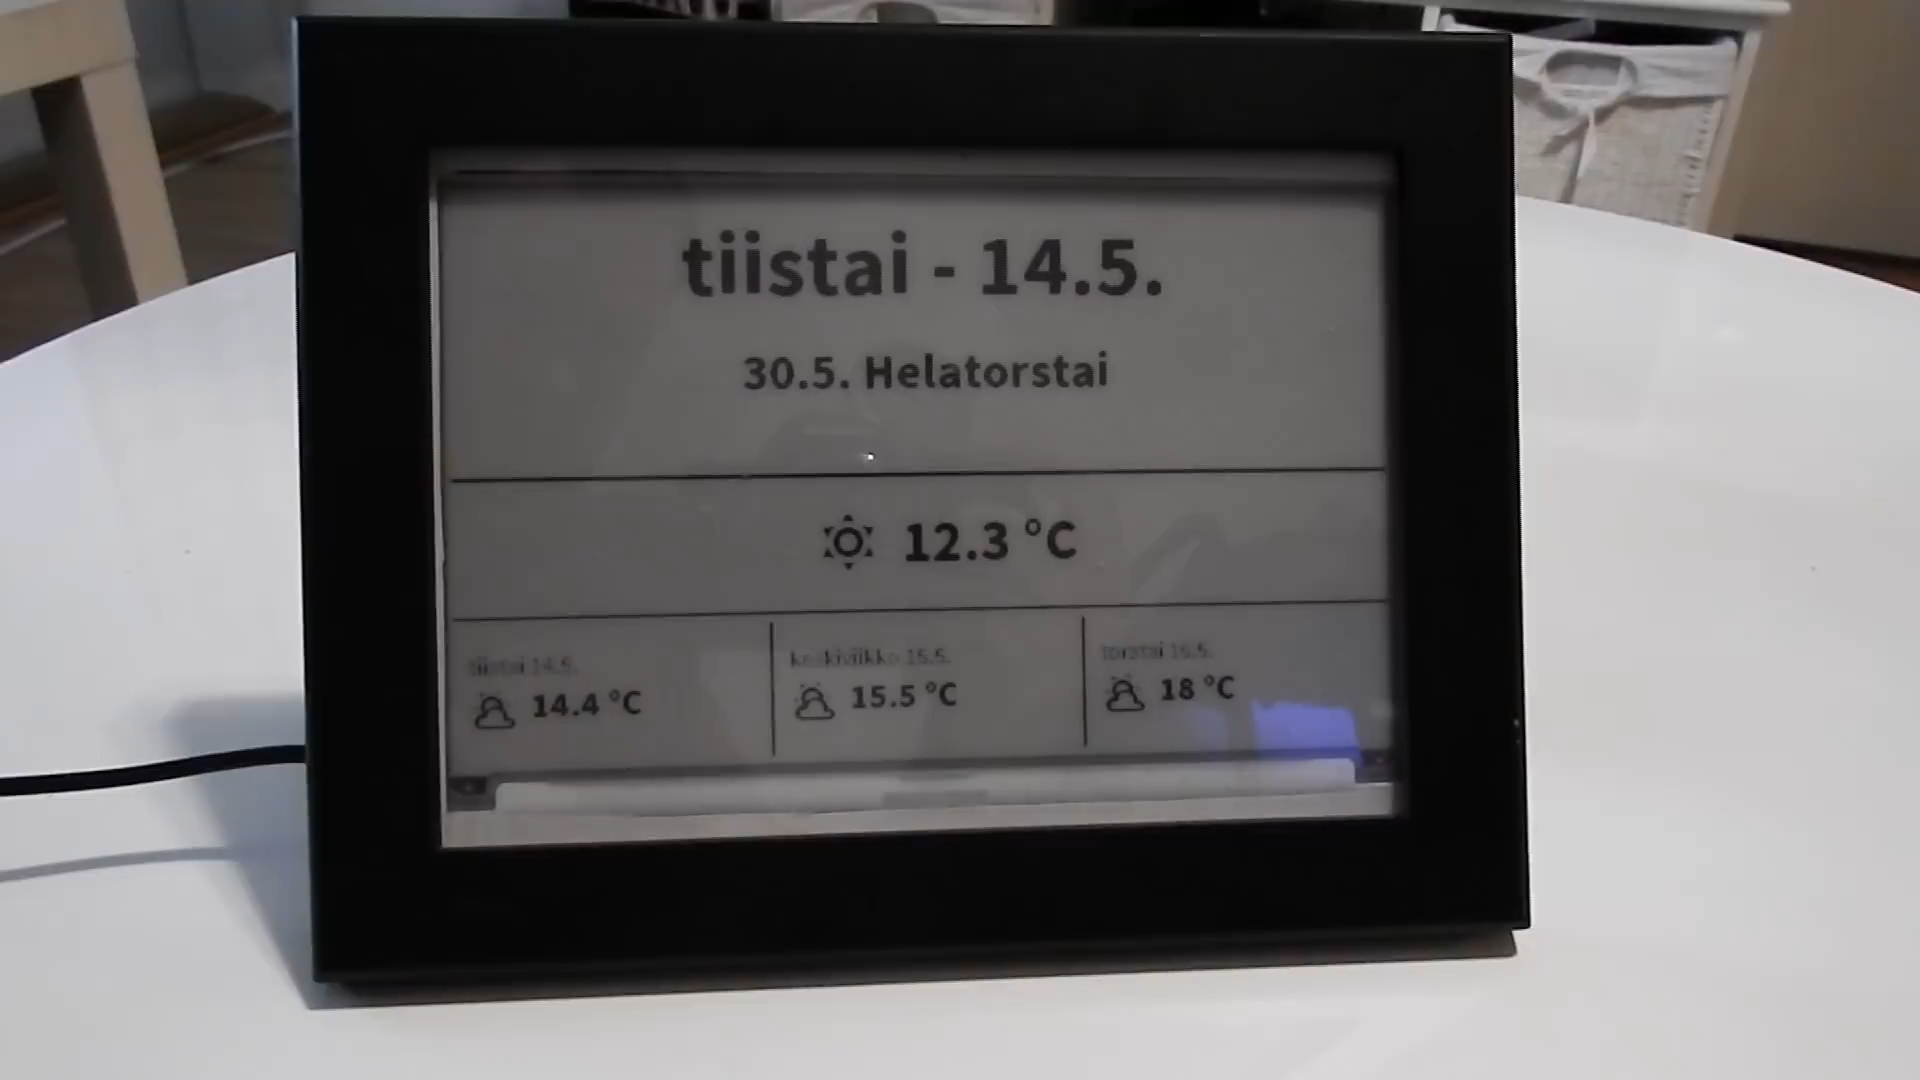 tiistai - 14.5.
30.5. Helatorstai
12.3 °C
tiistai 14.5.
14.4 °C
keskiviikko 15.5.
15.5 °C
torstai 16.5.
18 °C